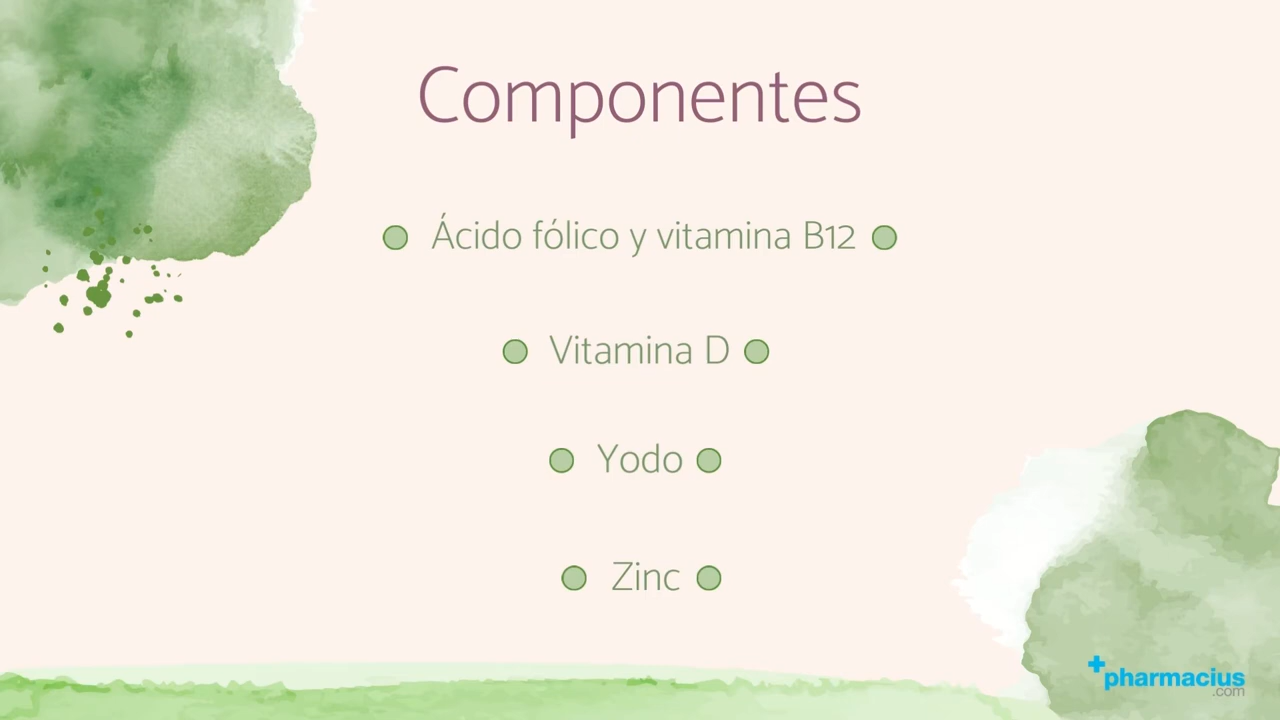 Componentes
Ácido fólico y vitamina B12
Vitamina D
Yodo
Zinc
pharmacius
.com